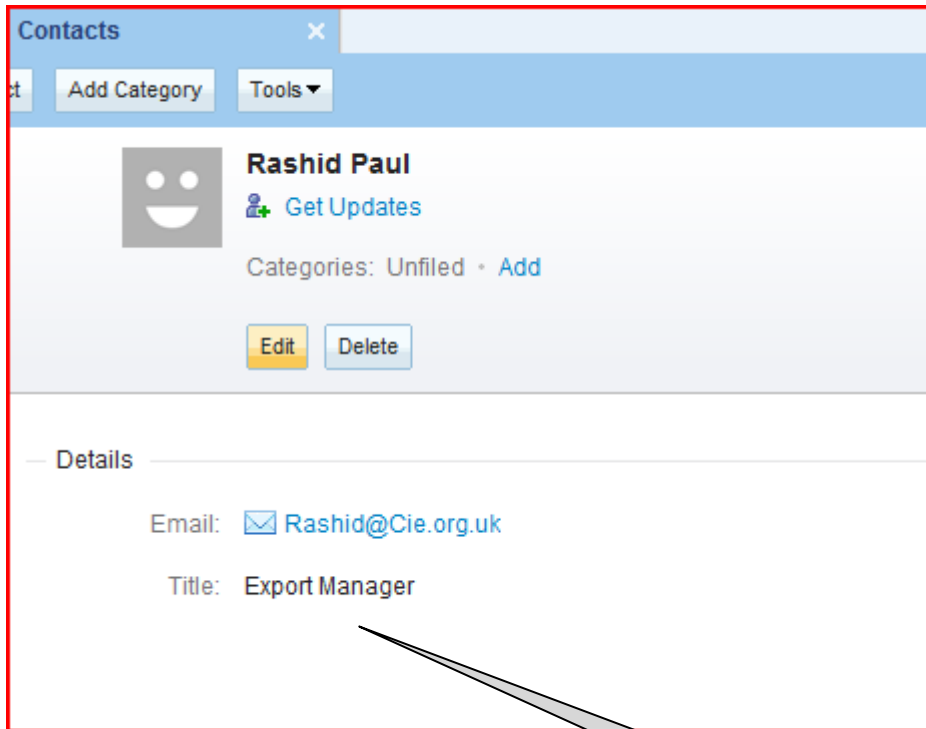 Contacts ×
ct Add Category Tools
Rashid Paul
Get Updates
Categories: Unfiled • Add
Edit Delete
Details
Email: Rashid@Cie.org.uk
Title: Export Manager